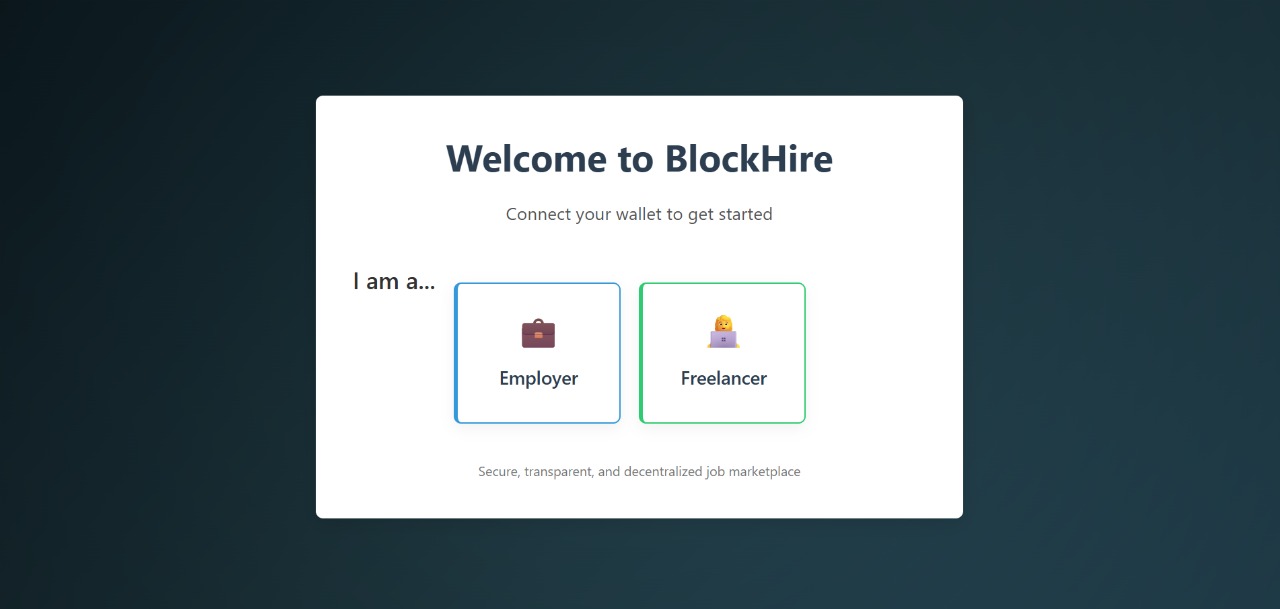 Welcome to BlockHire
Connect your wallet to get started
I am a...
Employer
Freelancer
Secure, transparent, and decentralized job marketplace